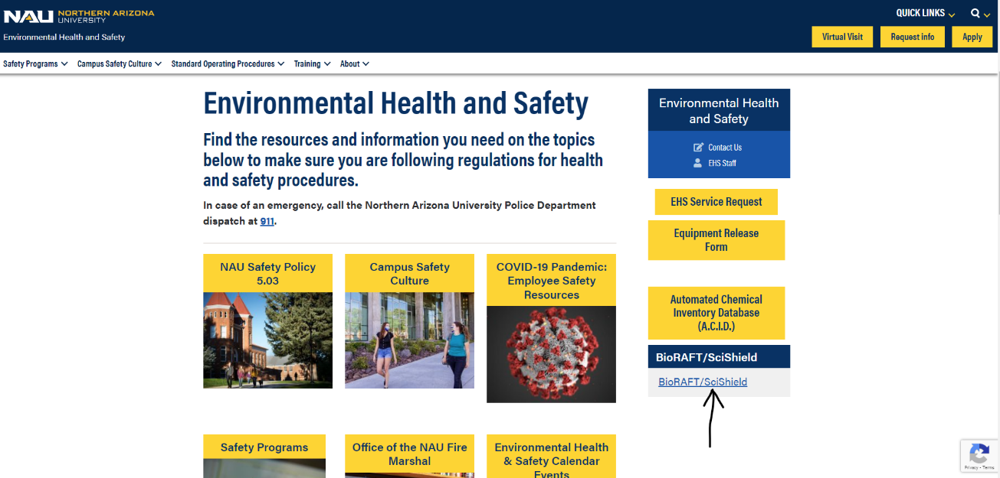 NAU NORTHERN ARIZONA
UNIVERSITY
QUICK LINKS
Environmental Health and Safety
Virtual Visit
Request info
Apply
Safety Programs
Campus Safety Culture
Standard Operating Procedures
Training
About
Environmental Health and Safety
Find the resources and information you need on the topics
below to make sure you are following regulations for health
and safety procedures.
In case of an emergency, call the Northern Arizona University Police Department
dispatch at 911.
NAU Safety Policy
5.03
Campus Safety
Culture
COVID-19 Pandemic:
Employee Safety
Resources
Safety Programs
Office of the NAU Fire
Marshal
Environmental Health
& Safety Calendar
Events
Environmental Health
and Safety
Contact Us
EHS Staff
EHS Service Request
Equipment Release
Form
Automated Chemical
Inventory Database
(A.C.I.D.)
BioRAFT/SciShield
BioRAFT/SciShield
Privacy - Terms